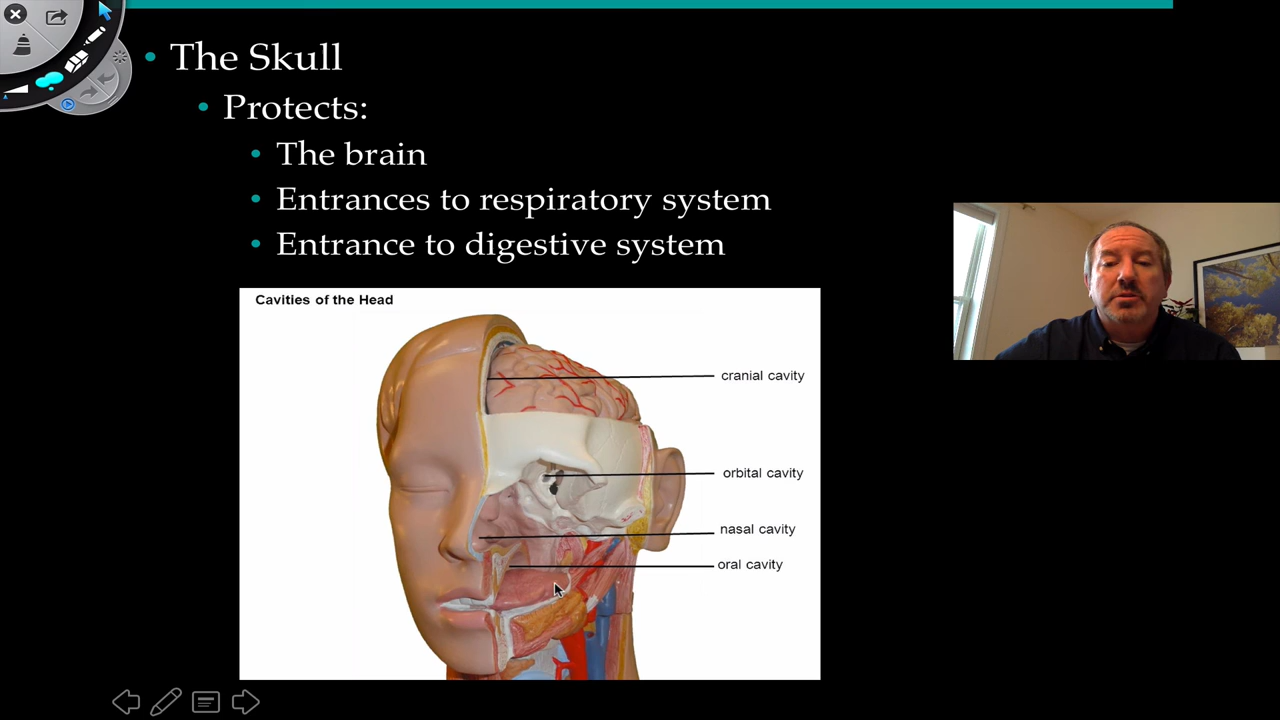 The Skull
Protects:
The brain
Entrances to respiratory system
Entrance to digestive system
Cavities of the Head
cranial cavity
orbital cavity
nasal cavity
oral cavity